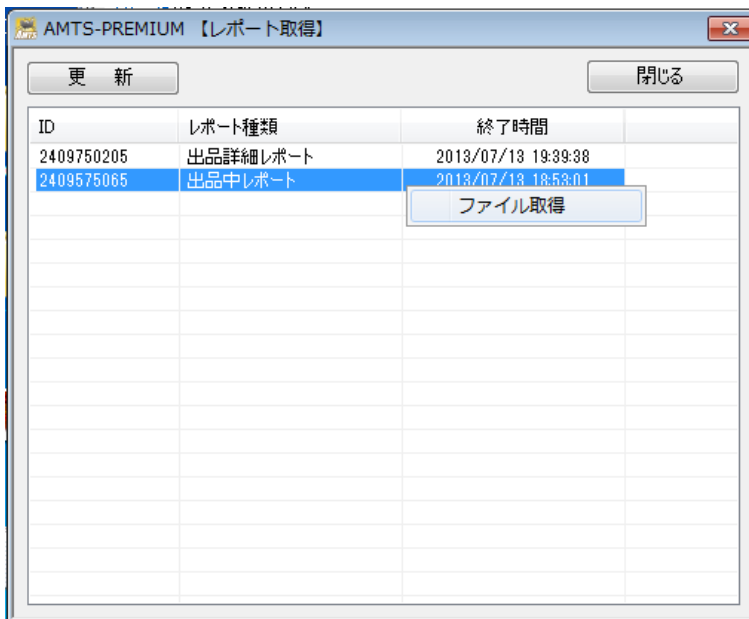 AMTS-PREMIUM 【レポート取得】
更 新
閉じる
ID レポート種類 終了時間
2409750205 出品詳細レポート 2013/07/13 19:39:38
2409575065 出品中レポート 2013/07/13 18:53:01
ファイル取得